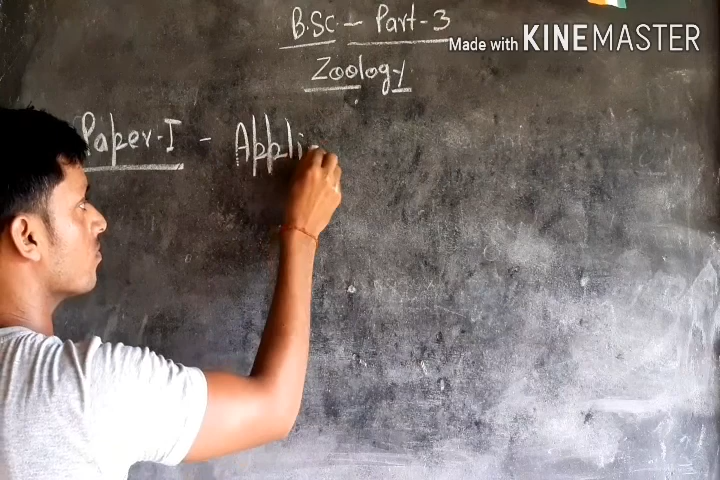 B.SC. - Part-3
Made with KINEMASTER
Zoology
Paper-I - Appli